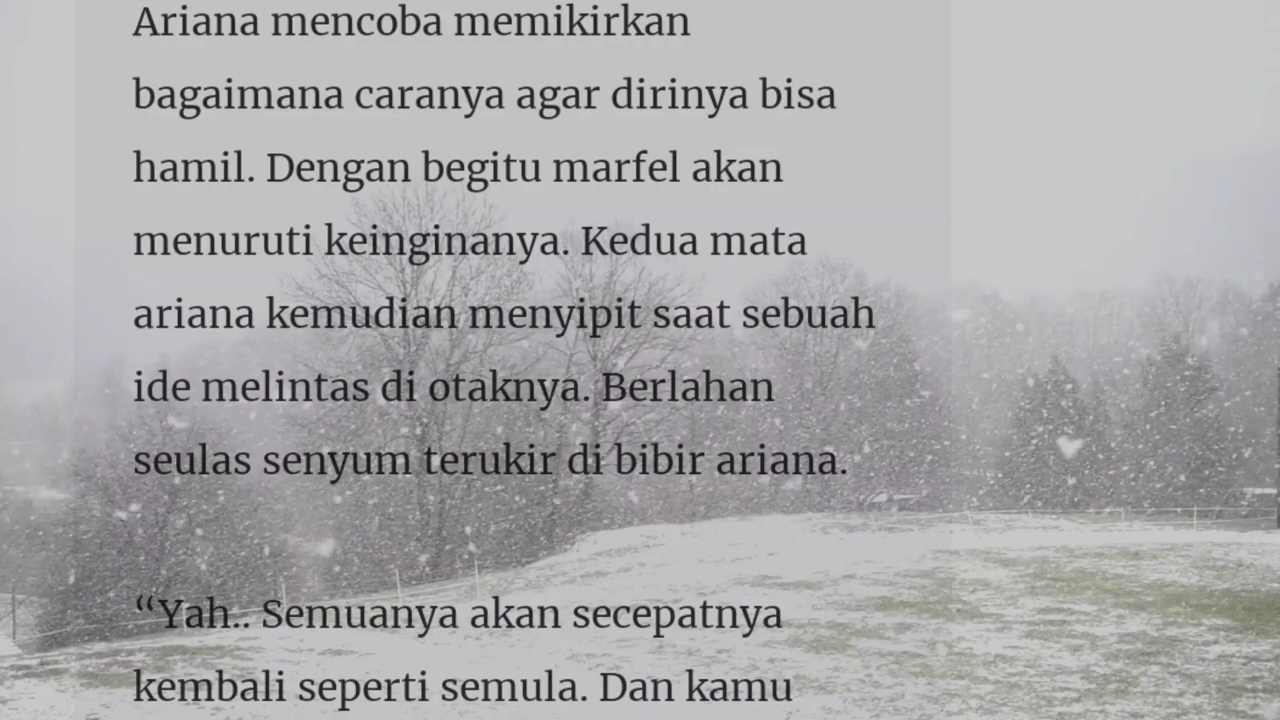 Ariana mencoba memikirkan
bagaimana caranya agar dirinya bisa
hamil. Dengan begitu marfel akan
menuruti keinginanya. Kedua mata
ariana kemudian menyipit saat sebuah
ide melintas di otaknya. Berlahan
seulas senyum terukir di bibir ariana.
“Yah.. Semuanya akan secepatnya
kembali seperti semula. Dan kamu